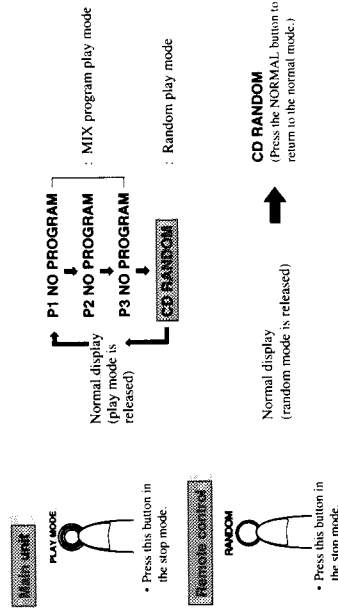 Main unit
PLAY MODE
• Press this button in
the stop mode.
Normal display
(play mode is
released)
P1 NO PROGRAM
P2 NO PROGRAM
P3 NO PROGRAM
: MIX program play mode
CD RANDOM
: Random play mode
Remote control
RANDOM
• Press this button in
the stop mode.
Normal display
(random mode is released)
CD RANDOM
(Press the NORMAL button to
return to the normal mode.)